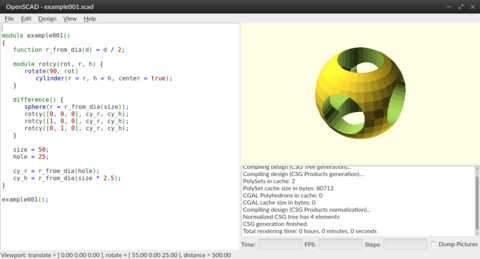 OpenSCAD - example001.scad
File Edit Design View Help
module example001()
{
function r_from_dia(d) = d / 2;
module rotcy(rot, r, h) {
rotate(90, rot)
cylinder(r = r, h = h, center = true);
}
difference() {
sphere(r = r_from_dia(size));
rotcy([0, 0, 0], cy_r, cy_h);
rotcy([1, 0, 0], cy_r, cy_h);
rotcy([0, 1, 0], cy_r, cy_h);
}
size = 50;
hole = 25;
cy_r = r_from_dia(hole);
cy_h = r_from_dia(size * 2.5);
}
example001();
Compiling design (CSG Tree generation)...
Compiling design (CSG Products generation)...
PolySets in cache: 2
PolySet cache size in bytes: 80712
CGAL Polyhedrons in cache: 0
CGAL cache size in bytes: 0
Compiling design (CSG Products normalization)...
Normalized CSG tree has 4 elements
CSG generation finished.
Total rendering time: 0 hours, 0 minutes, 0 seconds
Time: FPS: Steps: Dump Pictures
Viewport: translate = [ 0.00 0.00 0.00 ], rotate = [ 55.00 0.00 25.00 ], distance = 500.00